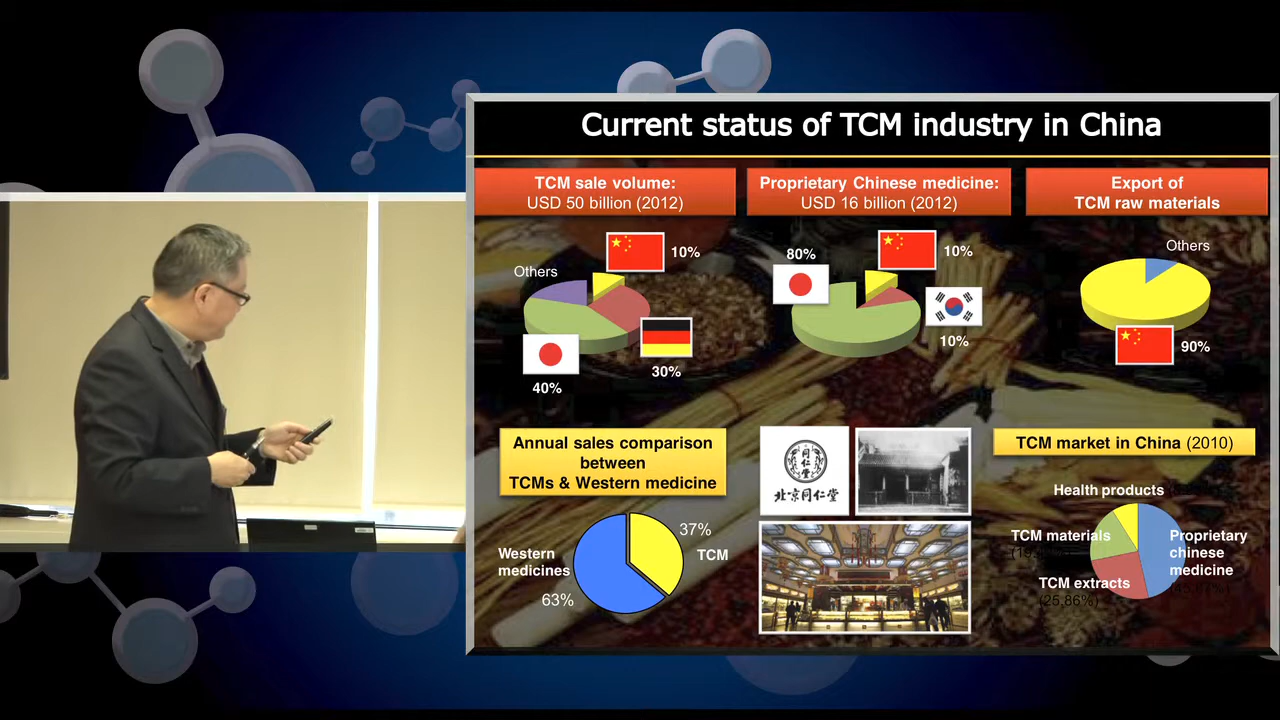 Current status of TCM industry in China
TCM sale volume:
USD 50 billion (2012)
10%
Others
30%
40%
Proprietary Chinese medicine:
USD 16 billion (2012)
80%
10%
10%
Export of
TCM raw materials
Others
90%
Annual sales comparison
between
TCMs & Western medicine
37%
TCM
Western
medicines
63%
同仁堂
北京同仁堂
TCM market in China (2010)
Health products
TCM materials
Proprietary
chinese
medicine
TCM extracts
(25,86%)